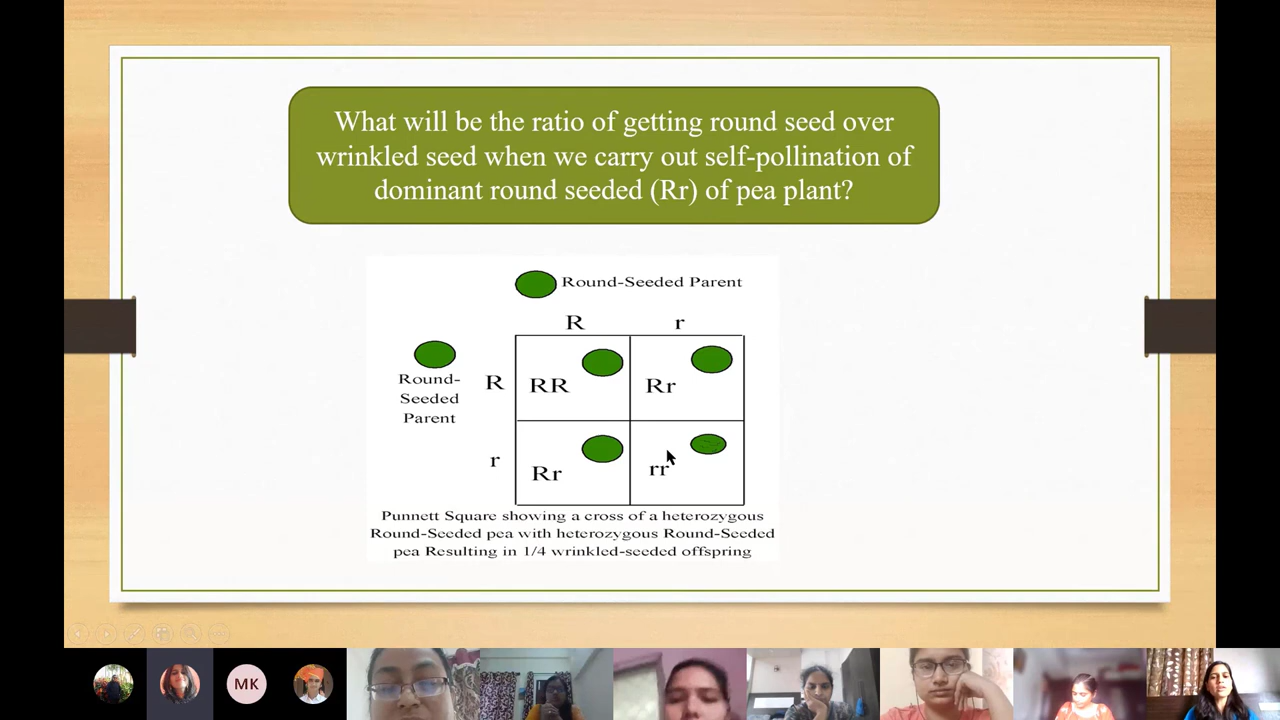 What will be the ratio of getting round seed over
wrinkled seed when we carry out self-pollination of
dominant round seeded (Rr) of pea plant?
Round-Seeded Parent
R r
Round-
Seeded
Parent
R RR Rr
r Rr rr
Punnett Square showing a cross of a heterozygous
Round-Seeded pea with heterozygous Round-Seeded
pea Resulting in 1/4 wrinkled-seeded offspring
MK